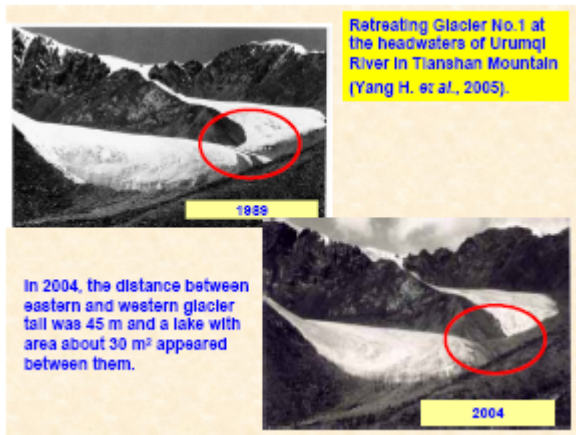 Retreating Glacier No.1 at
the headwaters of Urumqi
River in Tianshan Mountain
(Yang H. et al., 2005).
1989
In 2004, the distance between
eastern and western glacier
tail was 45 m and a lake with
area about 30 m² appeared
between them.
2004